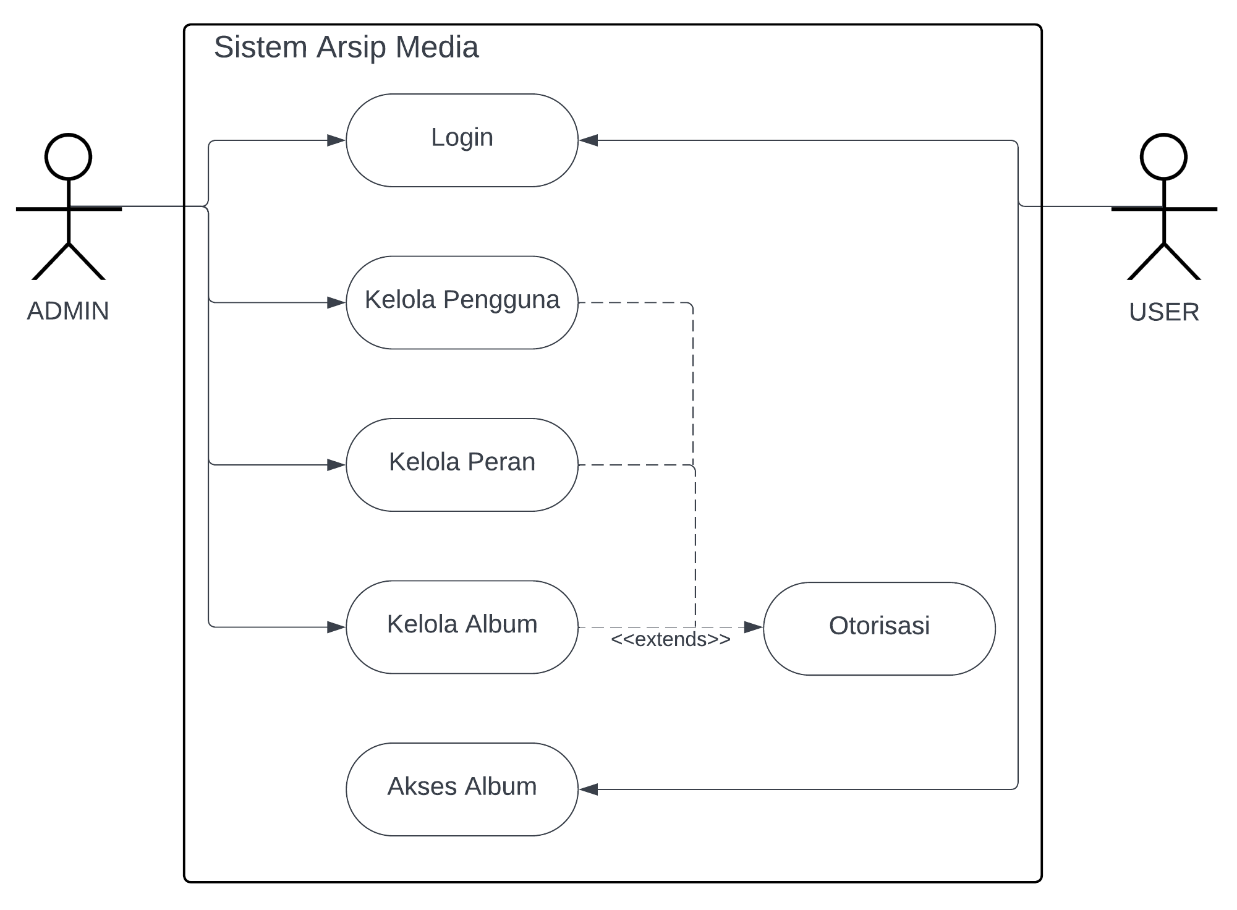 Sistem Arsip Media
Login
ADMIN
USER
Kelola Pengguna
Kelola Peran
Kelola Album
<<extends>>
Otorisasi
Akses Album